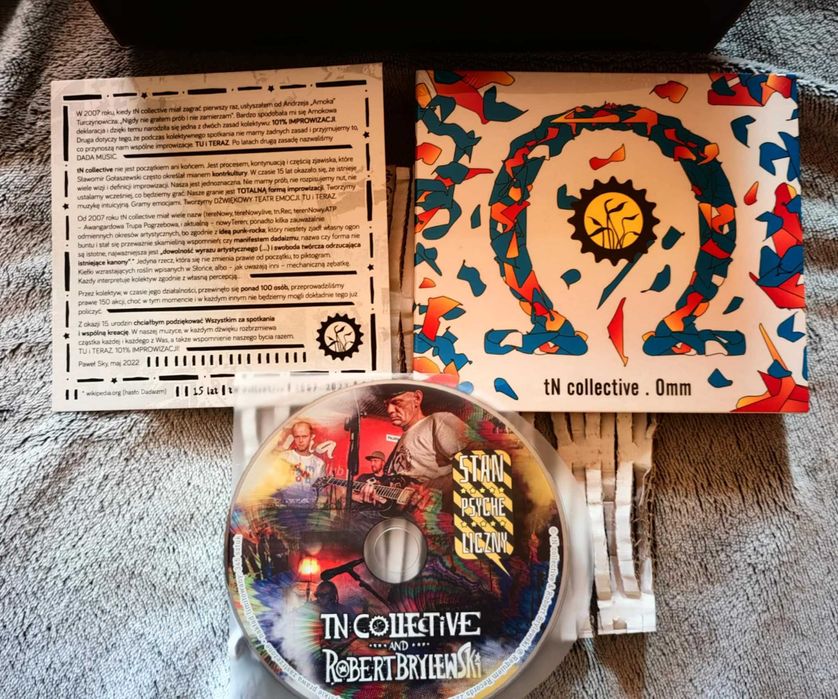 W 2007 roku, kiedy tN collective miał zagrać pierwszy raz, usłyszałem od Andrzeja „Amoka"
Turczynowicza: „Nigdy nie grałem prób i nie zamierzam". Bardzo spodobała mi się Amokowa
deklaracja i dzięki temu narodziła się jedna z dwóch zasad kolektywu: 101% IMPROWIZACJI.
Druga dotyczy tego, że podczas kolektywnego spotkania nie mamy żadnych zasad i przyjmujemy to,
co przynoszą nam wspólne improwizacje. TU i TERAZ. Po latach drugą zasadę nazwaliśmy
DADA MUSIC.
tN collective nie jest początkiem ani końcem. Jest procesem, kontynuacją i częścią zjawiska, które
Sławomir Gołaszewski często określał mianem kontrkultury. W czasie 15 lat okazało się, że istnieje
wiele wizji i definicji improwizacji. Nasza jest jednoznaczna. Nie mamy prób, nie rozpisujemy nut, nie
ustalamy wcześniej, co będziemy grać. Nasze granie jest TOTALNĄ formą improwizacji. Tworzymy
muzykę intuicyjną. Gramy emocjami. Tworzymy DŹWIĘKOWY TEATR EMOCJI. TU i TERAZ.
Od 2007 roku tN collective miał wiele nazw (tereNowy, tereNowy.live, tn.Rec, terenNowy.ATP
– Awangardowa Trupa Pogrzebowa, i aktualną – nowyTeren; ponadto kilka zauważalnie
odmiennych okresów artystycznych, bo zgodnie z ideą punk-rocka, który niestety zjadł własny ogon
buntu i stał się przeważnie skamieliną wspomnień; czy manifestem dadaizmu, nazwa czy forma nie
są istotne, najważniejsza jest „dowolność wyrazu artystycznego (...) i swoboda twórcza odrzucająca
istniejące kanony".* Jedyną rzeczą, która się nie zmienia prawie od początku, to piktogram.
Kiełki wzrastających roślin wpisanych w Słońce, albo – jak uważają inni – mechaniczną zębatkę.
Każdy interpretuje kolektyw zgodnie z własną percepcją.
Przez kolektyw, w czasie jego działalności, przewinęło się ponad 100 osób, przeprowadziliśmy
prawie 150 akcji, choć w tym momencie i w każdym innym nie będziemy mogli dokładnie tego już
policzyć.
Z okazji 15. urodzin chciałbym podziękować Wszystkim za spotkania
i wspólną kreację. W naszej muzyce, w każdym dźwięku rozbrzmiewa
cząstka każdej i każdego z Was, a także wspomnienie naszego bycia razem.
TU i TERAZ. 101% IMPROWIZACJI!
Paweł Sky, maj 2022
* wikipedia.org (hasło: Dadaizm)
15 lat
tN collective . 0mm
STAN
PSYCHE
LICZNY
TN COLLECTIVE
AND
ROBERT BRYLEWSKI